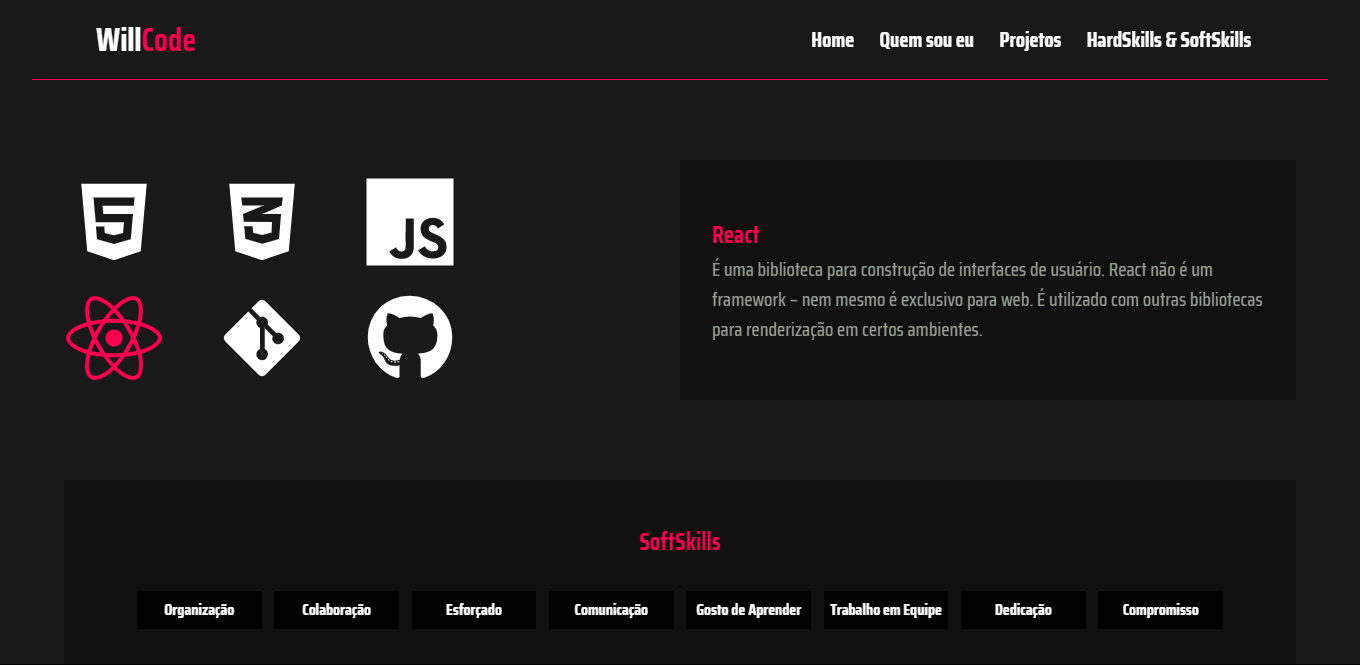 WillCode
Home Quem sou eu Projetos HardSkills & SoftSkills
5 3 JS
React
É uma biblioteca para construção de interfaces de usuário. React não é um
framework – nem mesmo é exclusivo para web. É utilizado com outras bibliotecas
para renderização em certos ambientes.
SoftSkills
Organização Colaboração Esforçado Comunicação Gosto de Aprender Trabalho em Equipe Dedicação Compromisso